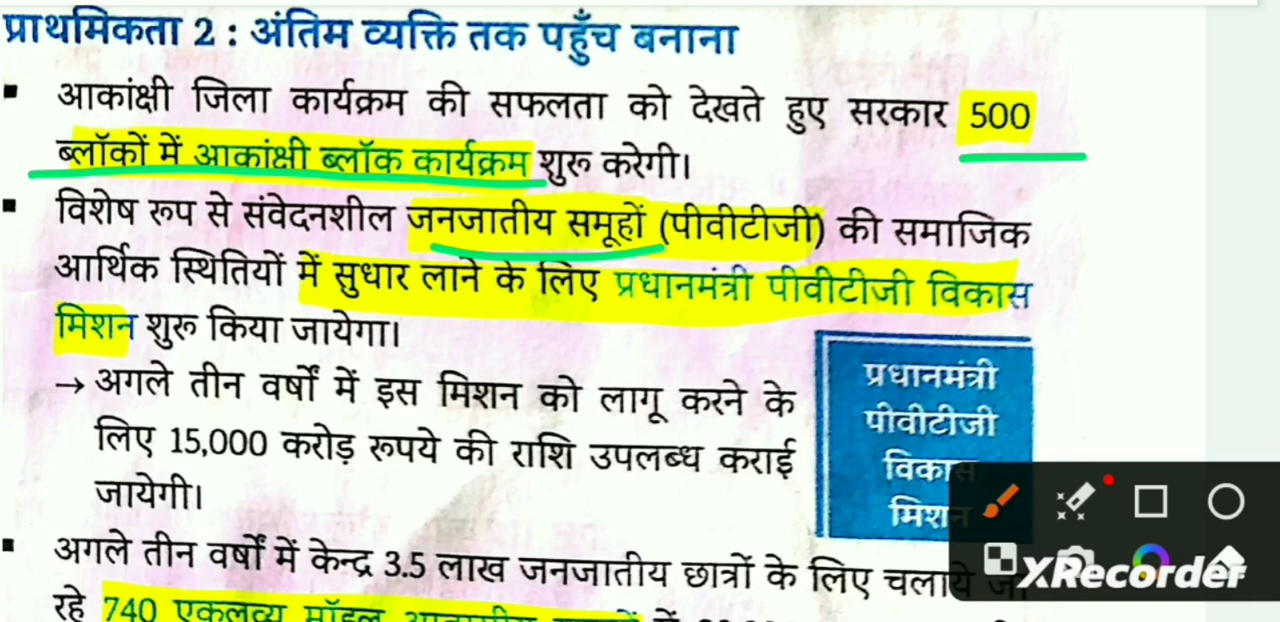 प्राथमिकता 2 : अंतिम व्यक्ति तक पहुँच बनाना
▪ आकांक्षी जिला कार्यक्रम की सफलता को देखते हुए सरकार 500
ब्लॉकों में आकांक्षी ब्लॉक कार्यक्रम शुरू करेगी।
▪ विशेष रूप से संवेदनशील जनजातीय समूहों (पीवीटीजी) की समाजिक
आर्थिक स्थितियों में सुधार लाने के लिए प्रधानमंत्री पीवीटीजी विकास
मिशन शुरू किया जायेगा।
→ अगले तीन वर्षों में इस मिशन को लागू करने के
लिए 15,000 करोड़ रूपये की राशि उपलब्ध कराई
जायेगी।
प्रधानमंत्री
पीवीटीजी
विकास
मिशन
▪ अगले तीन वर्षों में केन्द्र 3.5 लाख जनजातीय छात्रों के लिए चलाये
रहे 740 एकलव्य मॉडल
XRecorder